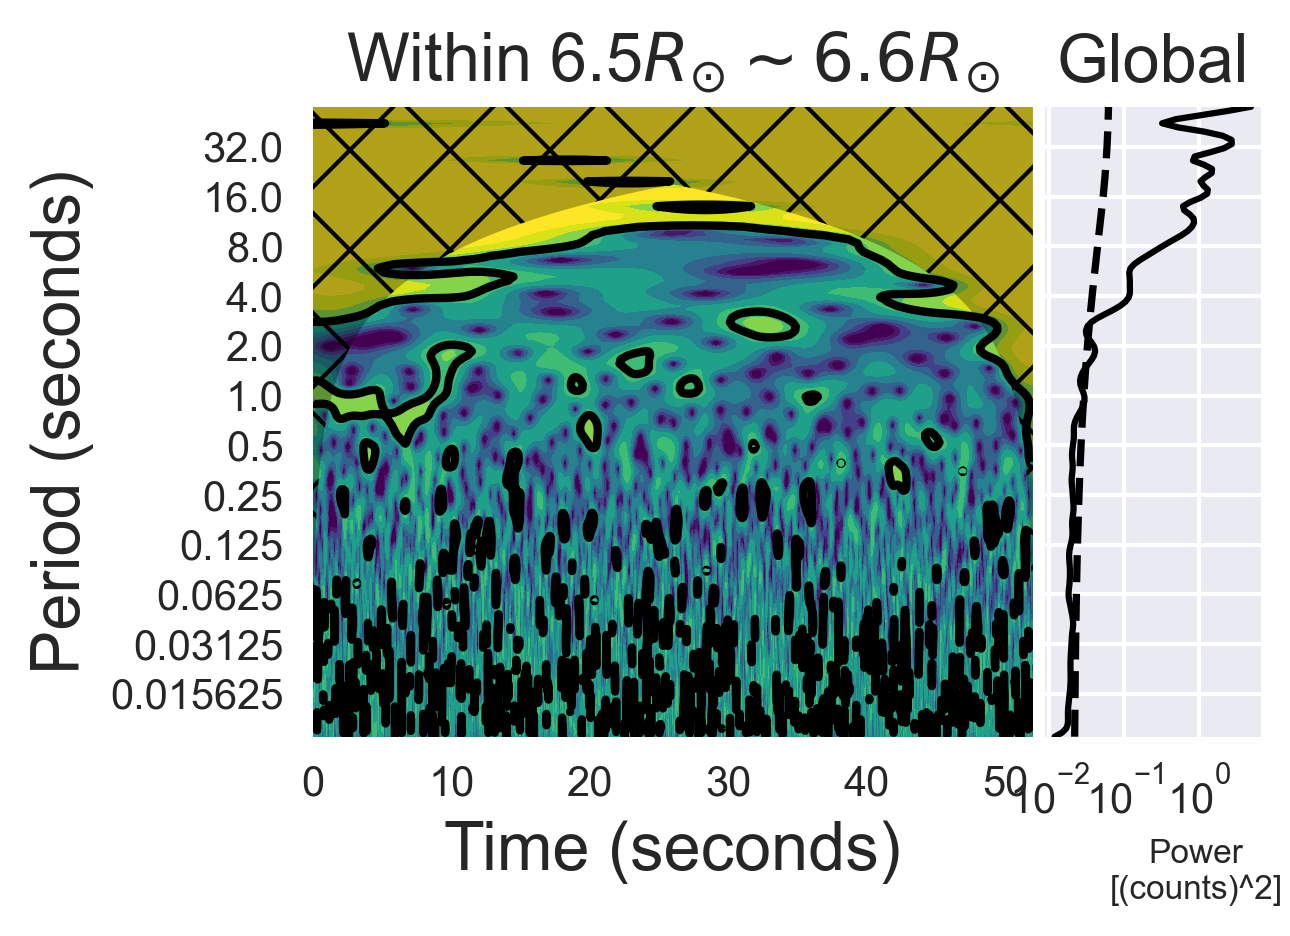 Within 6.5R☉ ~ 6.6R☉
Global
Period (seconds)
32.0
16.0
8.0
4.0
2.0
1.0
0.5
0.25
0.125
0.0625
0.03125
0.015625
0 10 20 30 40 50
10⁻² 10⁻¹ 10⁰
Time (seconds)
Power
[(counts)^2]